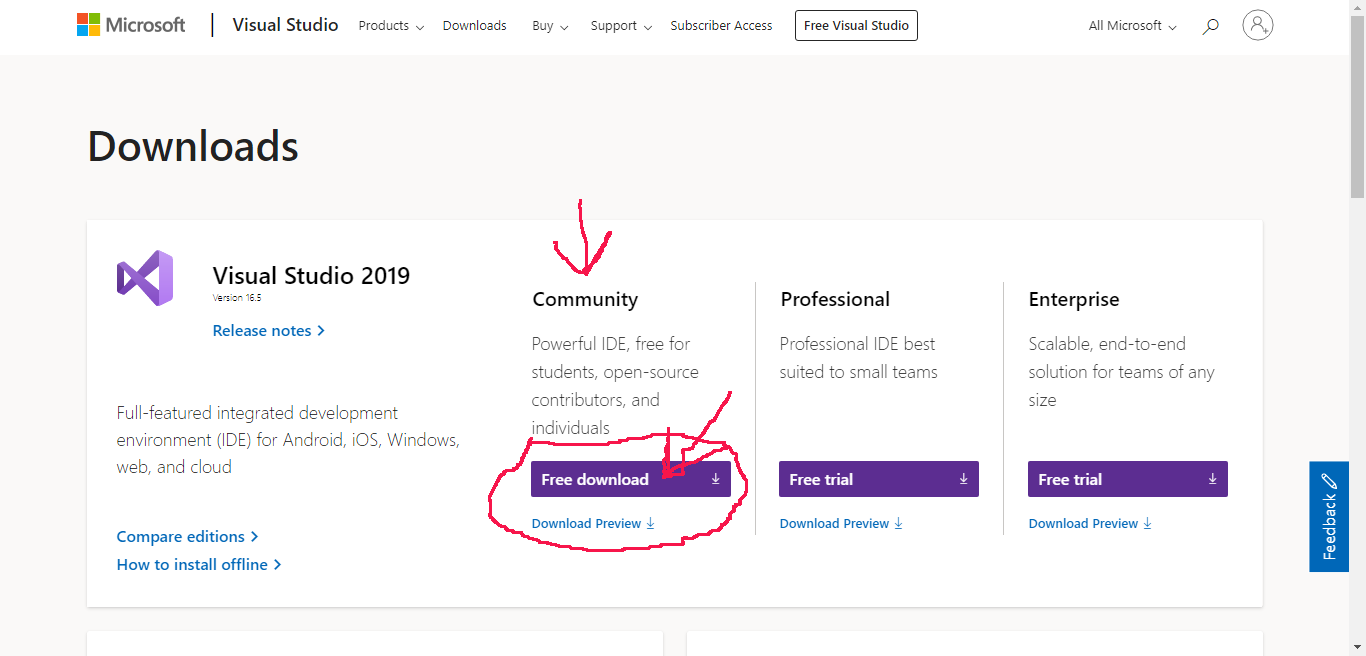 Microsoft Visual Studio Products Downloads Buy Support Subscriber Access Free Visual Studio All Microsoft
Downloads
Visual Studio 2019
Version 16.5
Release notes
Full-featured integrated development
environment (IDE) for Android, iOS, Windows,
web, and cloud
Compare editions
How to install offline
Community
Powerful IDE, free for
students, open-source
contributors, and
individuals
Free download
Download Preview
Professional
Professional IDE best
suited to small teams
Free trial
Download Preview
Enterprise
Scalable, end-to-end
solution for teams of any
size
Free trial
Download Preview
Feedback